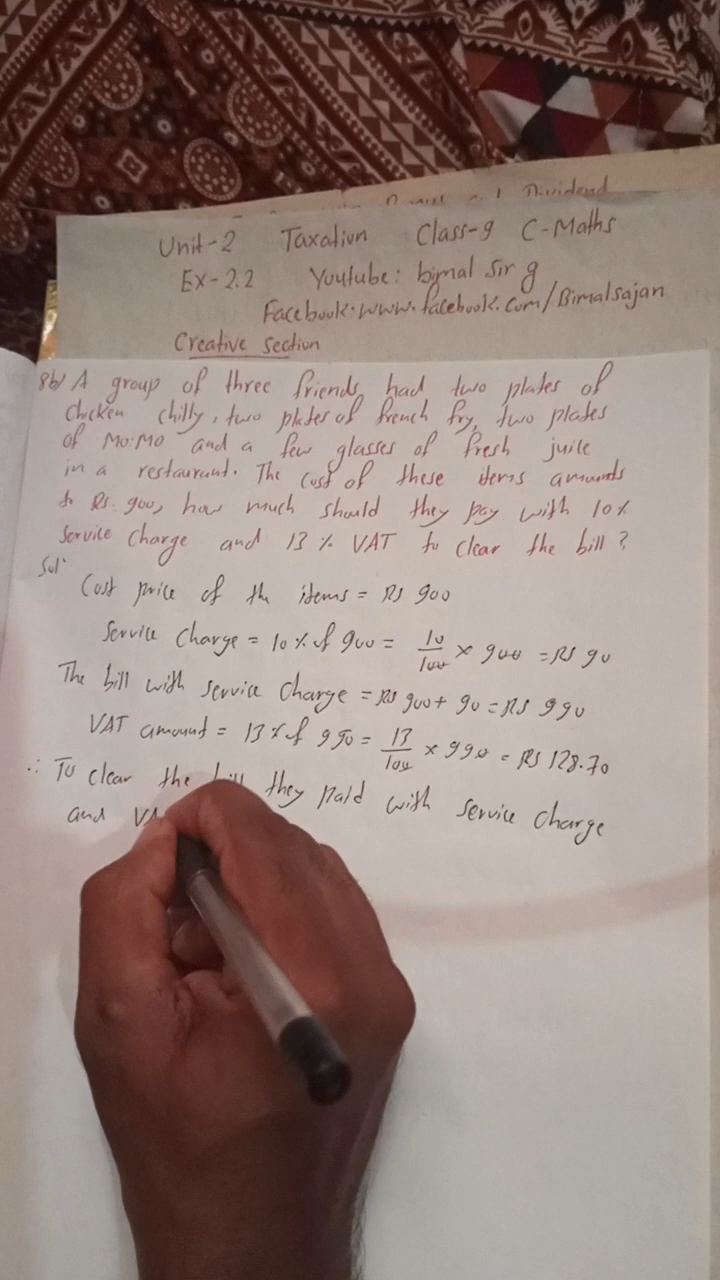 and Dividend
Unit-2 Taxation Class-9 C-Maths
Ex-2.2 Youtube: bimal sir g
Facebook:www.facebook.com/Bimalsajan
Creative section
8b) A group of three friends had two plates of
Chicken chilly, two plates of french fry, two plates
of Mo:Mo and a few glasses of fresh juice
in a restaurant. The cost of these items amounts
to Rs. 900, how much should they pay with 10%
service charge and 13 % VAT to clear the bill ?
Solⁿ
Cost price of the items = Rs 900
Service charge = 10 % of 900 = 10/100 × 900 = Rs 90
The bill with service charge = Rs 900 + 90 = Rs 990
VAT amount = 13 % of 990 = 13/100 × 990 = Rs 128.70
∴ To clear the bill they paid with service charge
and